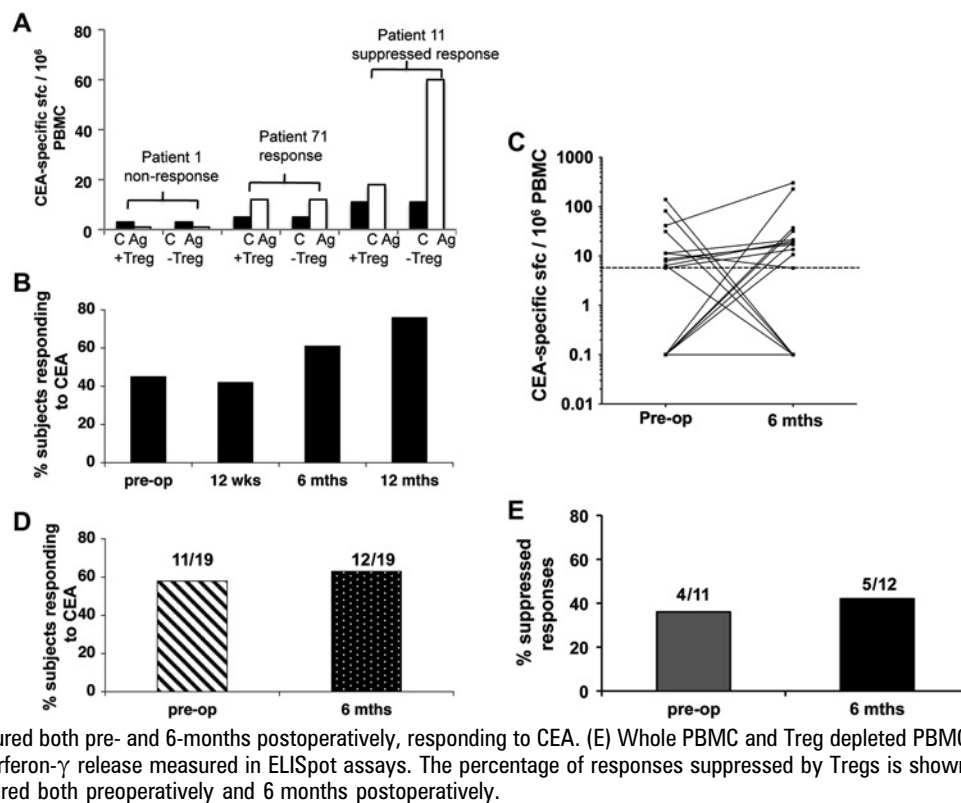 A
CEA-specific sfc / 10⁶
PBMC
80
60
40
20
0
Patient 1
non-response
Patient 71
response
Patient 11
suppressed response
C Ag C Ag C Ag C Ag C Ag C Ag
+Treg -Treg +Treg -Treg +Treg -Treg
B
% subjects responding
to CEA
80
60
40
20
0
pre-op 12 wks 6 mths 12 mths
C
CEA-specific sfc / 10⁶ PBMC
1000
100
10
1
0.1
0.01
Pre-op 6 mths
D
% subjects responding
to CEA
80
60
40
20
0
11/19 12/19
pre-op 6 mths
E
% suppressed
responses
80
60
40
20
0
4/11 5/12
pre-op 6 mths
ured both pre- and 6-months postoperatively, responding to CEA. (E) Whole PBMC and Treg depleted PBMC
erferon-γ release measured in ELISpot assays. The percentage of responses suppressed by Tregs is shown
ured both preoperatively and 6 months postoperatively.